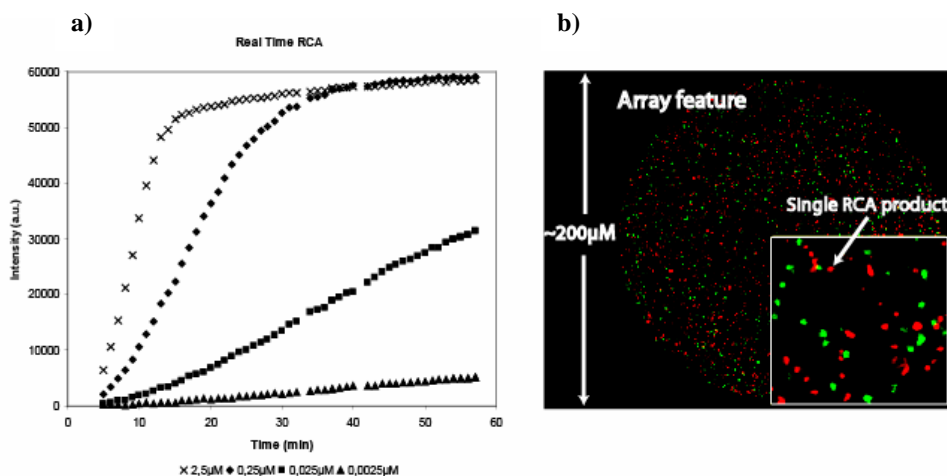 a)
Real Time RCA
Intensity (a.u.)
60000
50000
40000
30000
20000
10000
0
0 10 20 30 40 50 60
Time (min)
× 2,5µM ◆ 0,25µM ■ 0,025µM ▲ 0,0025µM
b)
Array feature
Single RCA product
~200µM